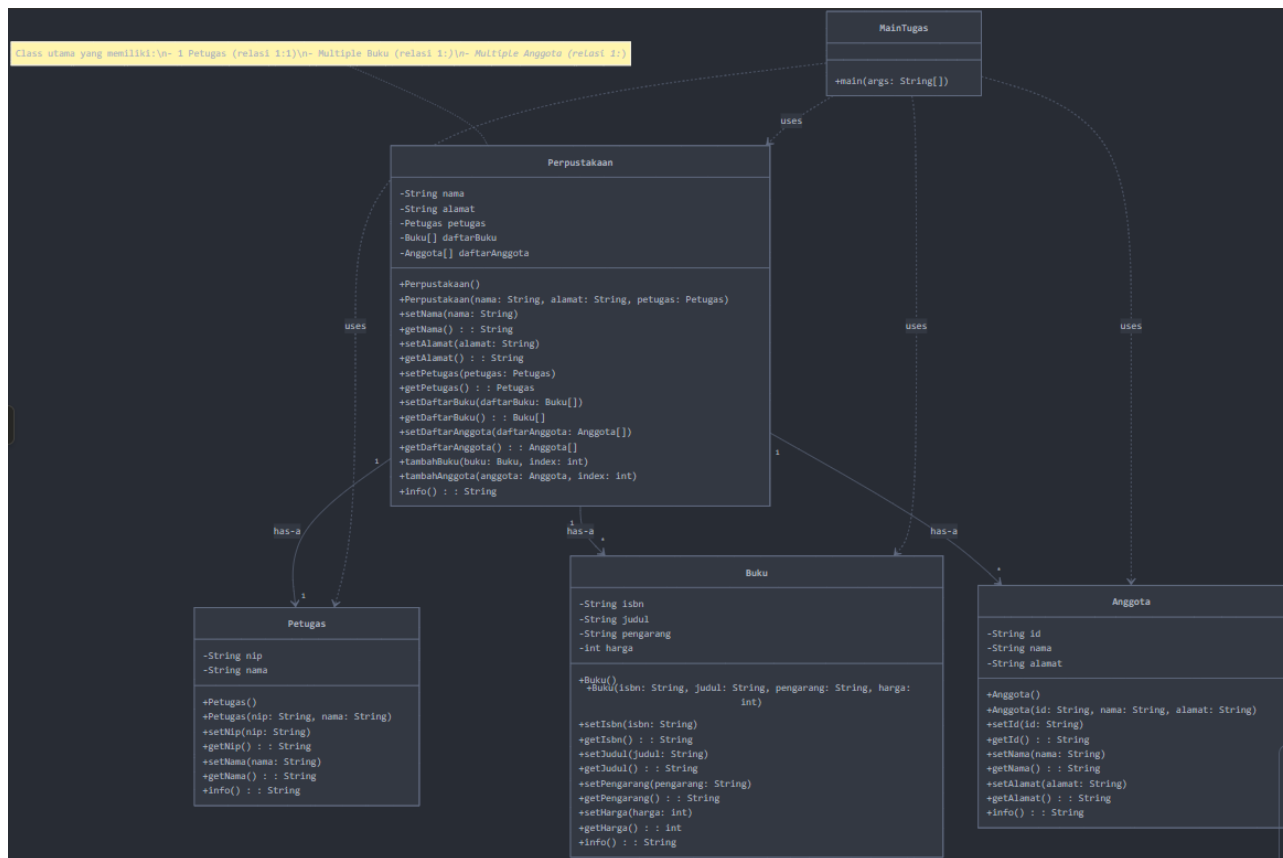 MainTugas
+main(args: String[])
Class utama yang memiliki:\n- 1 Petugas (relasi 1:1)\n- Multiple Buku (relasi 1:)\n- Multiple Anggota (relasi 1:)
uses
Perpustakaan
-String nama
-String alamat
-Petugas petugas
-Buku[] daftarBuku
-Anggota[] daftarAnggota
+Perpustakaan()
+Perpustakaan(nama: String, alamat: String, petugas: Petugas)
+setNama(nama: String)
+getNama() : : String
+setAlamat(alamat: String)
+getAlamat() : : String
+setPetugas(petugas: Petugas)
+getPetugas() : : Petugas
+setDaftarBuku(daftarBuku: Buku[])
+getDaftarBuku() : : Buku[]
+setDaftarAnggota(daftarAnggota: Anggota[])
+getDaftarAnggota() : : Anggota[]
+tambahBuku(buku: Buku, index: int)
+tambahAnggota(anggota: Anggota, index: int)
+info() : : String
uses
uses
uses
1
1
1
has-a
has-a
has-a
1
*
*
Petugas
-String nip
-String nama
+Petugas()
+Petugas(nip: String, nama: String)
+setNip(nip: String)
+getNip() : : String
+setNama(nama: String)
+getNama() : : String
+info() : : String
Buku
-String isbn
-String judul
-String pengarang
-int harga
+Buku()
+Buku(isbn: String, judul: String, pengarang: String, harga:
int)
+setIsbn(isbn: String)
+getIsbn() : : String
+setJudul(judul: String)
+getJudul() : : String
+setPengarang(pengarang: String)
+getPengarang() : : String
+setHarga(harga: int)
+getHarga() : : int
+info() : : String
Anggota
-String id
-String nama
-String alamat
+Anggota()
+Anggota(id: String, nama: String, alamat: String)
+setId(id: String)
+getId() : : String
+setNama(nama: String)
+getNama() : : String
+setAlamat(alamat: String)
+getAlamat() : : String
+info() : : String